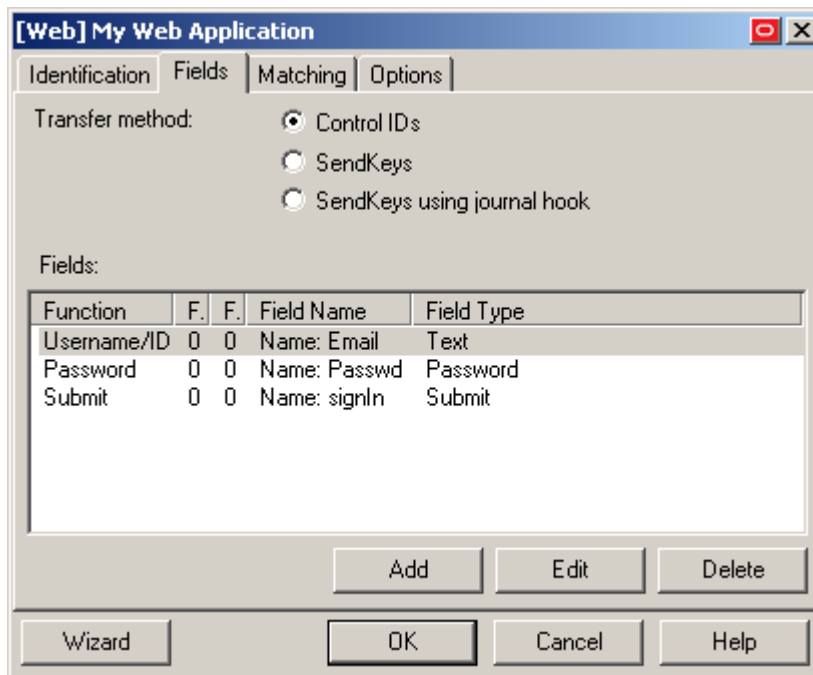 [Web] My Web Application
Identification Fields Matching Options
Transfer method: Control IDs
SendKeys
SendKeys using journal hook
Fields:
Function F. F. Field Name Field Type
Username/ID 0 0 Name: Email Text
Password 0 0 Name: Passwd Password
Submit 0 0 Name: signIn Submit
Add Edit Delete
Wizard OK Cancel Help